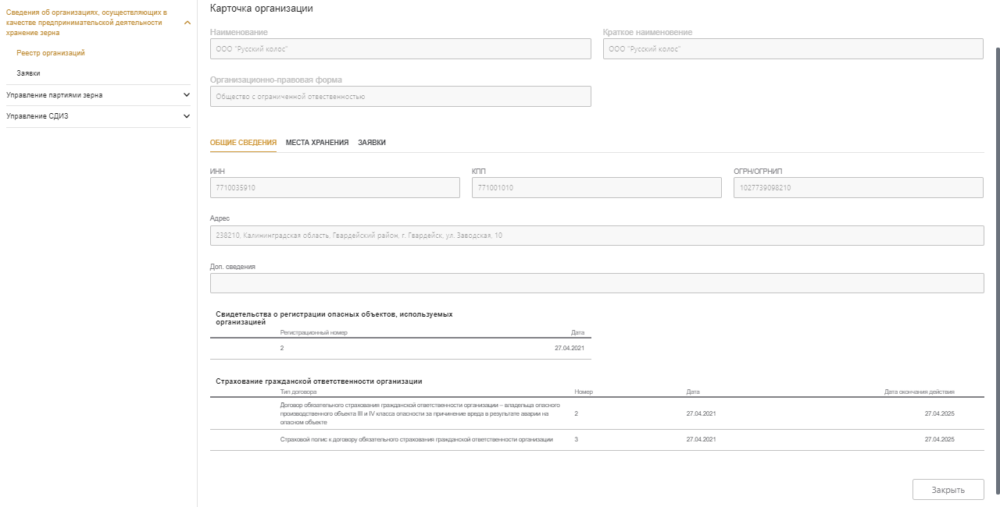 Сведения об организациях, осуществляющих в
качестве предпринимательской деятельности
хранение зерна
Реестр организаций
Заявки
Управление партиями зерна
Управление СДИЗ
Карточка организации
Наименование
Краткое наименовение
ООО "Русский колос"
ООО "Русский колос"
Организационно-правовая форма
Общество с ограниченной отвественностью
ОБЩИЕ СВЕДЕНИЯ МЕСТА ХРАНЕНИЯ ЗАЯВКИ
ИНН
КПП
ОГРН/ОГРНИП
7710035910
771001010
1027739098210
Адрес
238210, Калининградская область, Гвардейский район, г. Гвардейск, ул. Заводская, 10
Доп. сведения
Свидетельства о регистрации опасных объектов, используемых
организацией
Регистрационный номер
Дата
2
27.04.2021
Страхование гражданской ответственности организации
Тип договора
Номер
Дата
Дата окончания действия
Договор обязательного страхования гражданской ответственности организации – владельца опасного
производственного объекта III и IV класса опасности за причинение вреда в результате аварии на
опасном объекте
2
27.04.2021
27.04.2025
Страховой полис к договору обязательного страхования гражданской ответственности организации
3
27.04.2021
27.04.2025
Закрыть